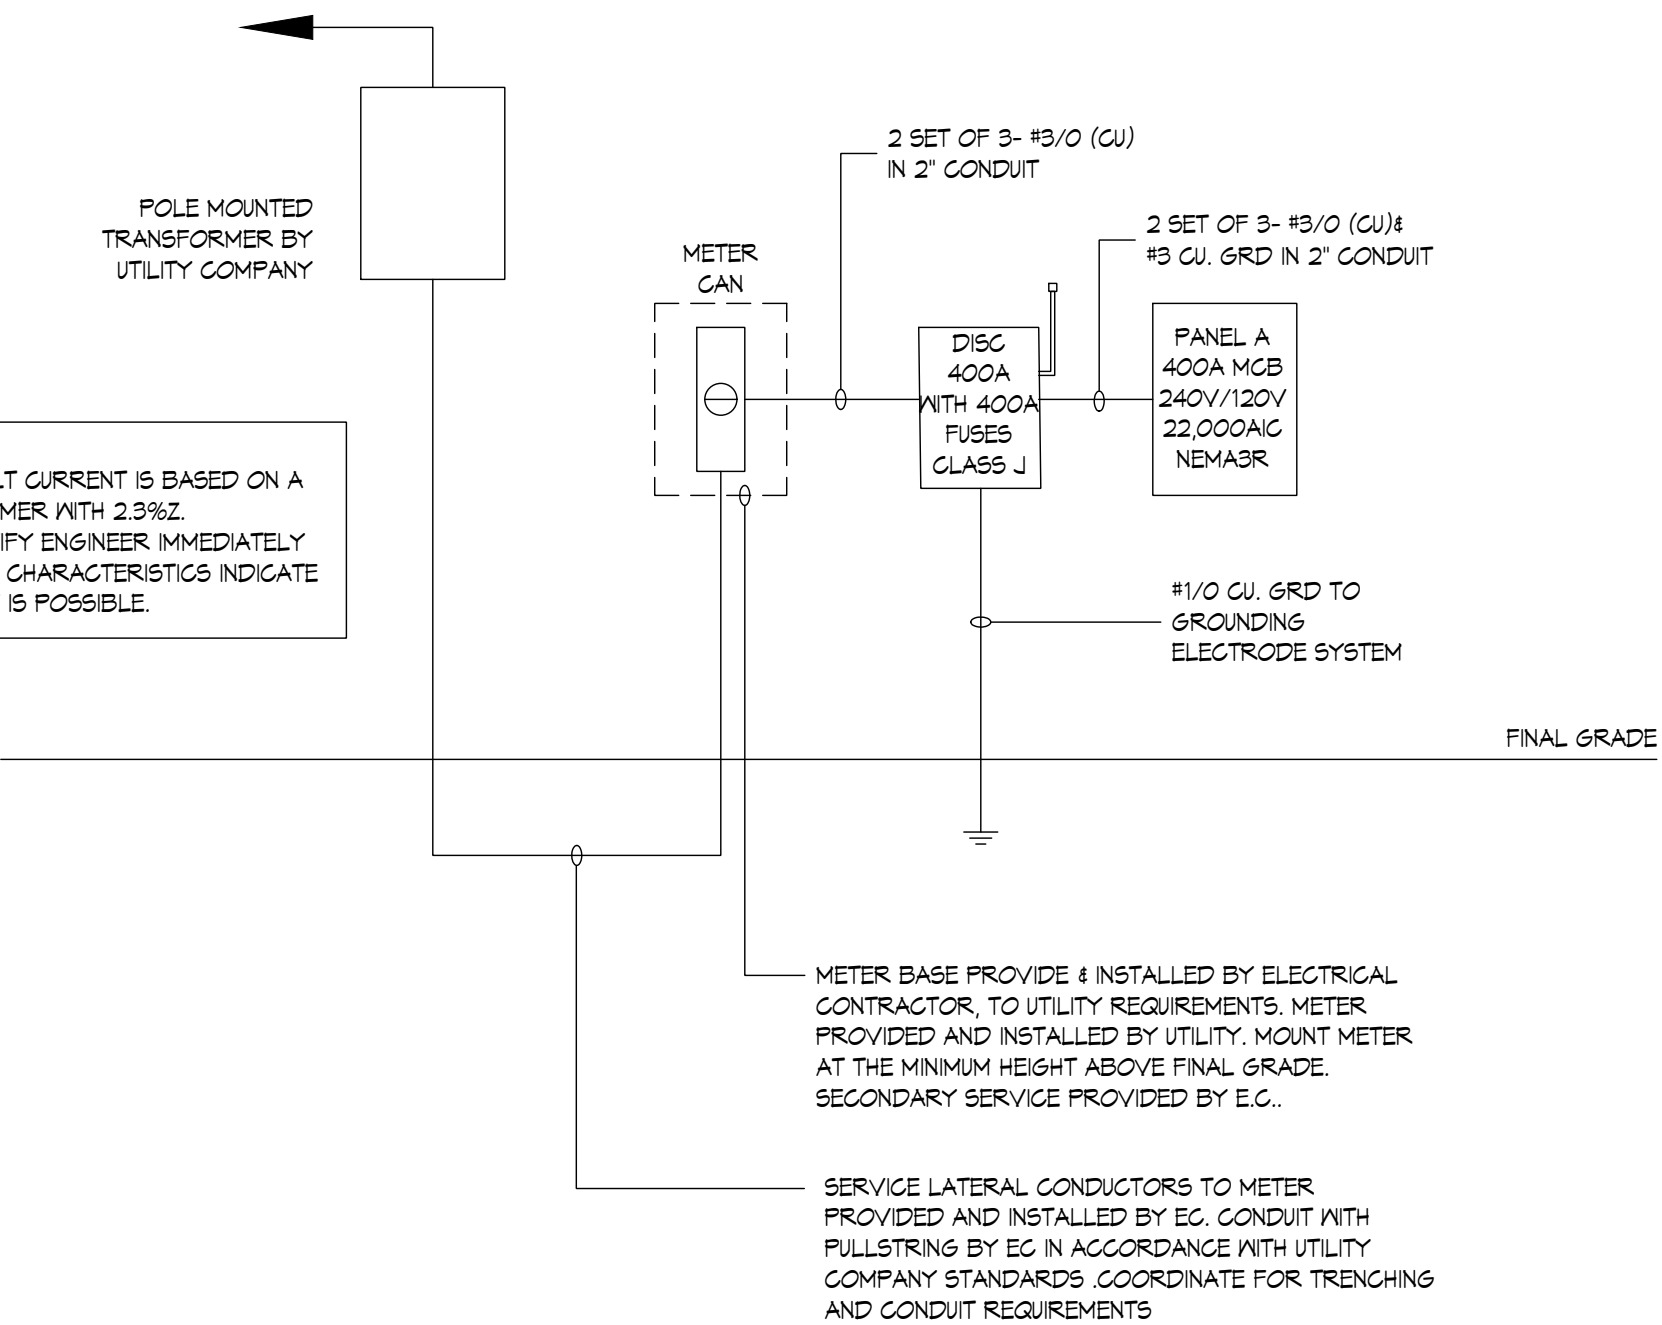 2 SET OF 3- #3/0 (CU)
IN 2" CONDUIT
POLE MOUNTED
TRANSFORMER BY
UTILITY COMPANY
2 SET OF 3- #3/0 (CU)&
#3 CU. GRD IN 2" CONDUIT
METER
CAN
DISC
400A
WITH 400A
FUSES
CLASS J
PANEL A
400A MCB
240V/120V
22,000AIC
NEMA3R
LT CURRENT IS BASED ON A
MER WITH 2.3%Z.
IFY ENGINEER IMMEDIATELY
CHARACTERISTICS INDICATE
IS POSSIBLE.
#1/0 CU. GRD TO
GROUNDING
ELECTRODE SYSTEM
FINAL GRADE
METER BASE PROVIDE & INSTALLED BY ELECTRICAL
CONTRACTOR, TO UTILITY REQUIREMENTS. METER
PROVIDED AND INSTALLED BY UTILITY. MOUNT METER
AT THE MINIMUM HEIGHT ABOVE FINAL GRADE.
SECONDARY SERVICE PROVIDED BY E.C..
SERVICE LATERAL CONDUCTORS TO METER
PROVIDED AND INSTALLED BY EC. CONDUIT WITH
PULLSTRING BY EC IN ACCORDANCE WITH UTILITY
COMPANY STANDARDS .COORDINATE FOR TRENCHING
AND CONDUIT REQUIREMENTS